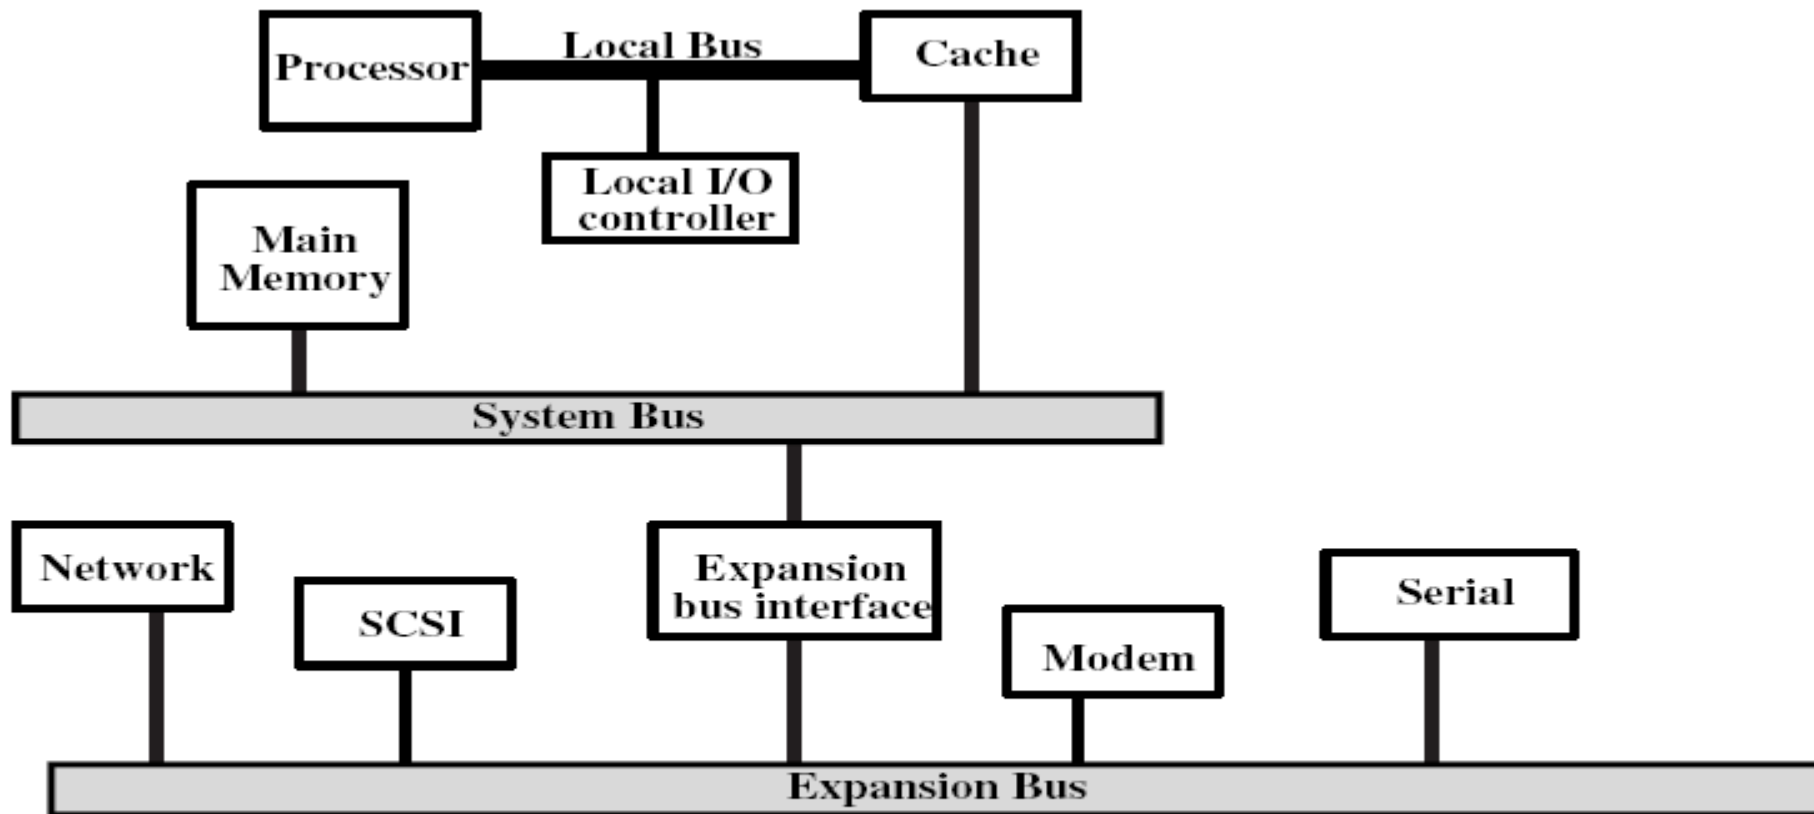 Processor
Local Bus
Cache
Local I/O
controller
Main
Memory
System Bus
Network
SCSI
Expansion
bus interface
Modem
Serial
Expansion Bus